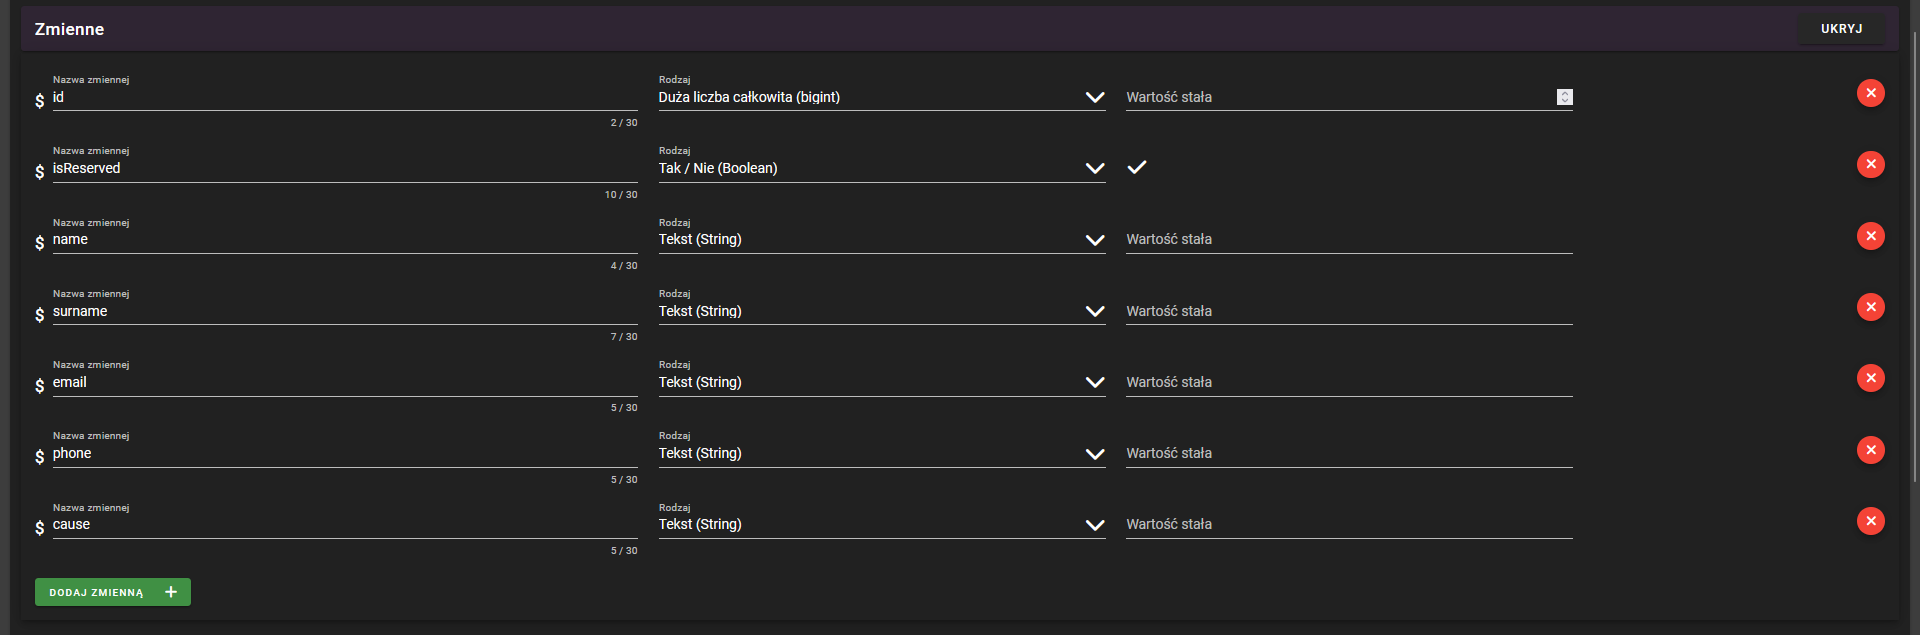 Zmienne
UKRYJ
Nazwa zmiennej
Rodzaj
$ id
Duża liczba całkowita (bigint)
Wartość stała
2 / 30
Nazwa zmiennej
Rodzaj
$ isReserved
Tak / Nie (Boolean)
10 / 30
Nazwa zmiennej
Rodzaj
$ name
Tekst (String)
Wartość stała
4 / 30
Nazwa zmiennej
Rodzaj
$ surname
Tekst (String)
Wartość stała
7 / 30
Nazwa zmiennej
Rodzaj
$ email
Tekst (String)
Wartość stała
5 / 30
Nazwa zmiennej
Rodzaj
$ phone
Tekst (String)
Wartość stała
5 / 30
Nazwa zmiennej
Rodzaj
$ cause
Tekst (String)
Wartość stała
5 / 30
DODAJ ZMIENNĄ